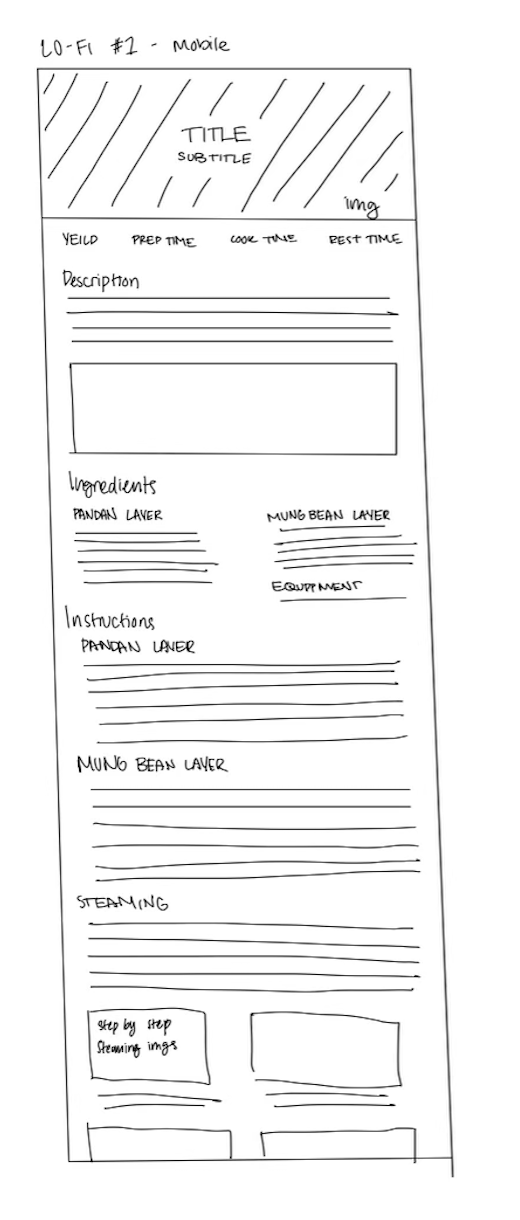 LO-FI #1 - Mobile
TITLE
SUBTITLE
img
YEILD PREP TIME COOK TIME REST TIME
Description
Ingredients
PANDAN LAYER
MUNG BEAN LAYER
EQUPPMENT
Instructions
PANDAN LAYER
MUNG BEAN LAYER
STEAMING
Step by step
Steaming imgs